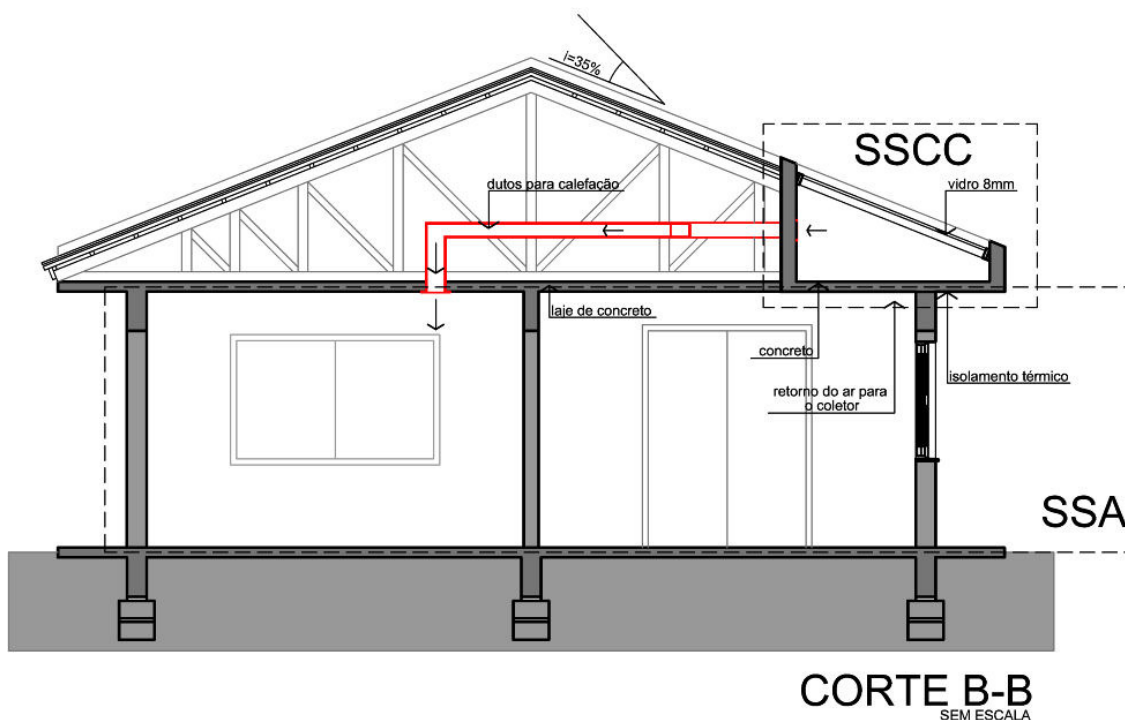 i=35%
SSCC
dutos para calefação
vidro 8mm
laje de concreto
concreto
isolamento térmico
retorno do ar para
o coletor
SSA
CORTE B-B
SEM ESCALA